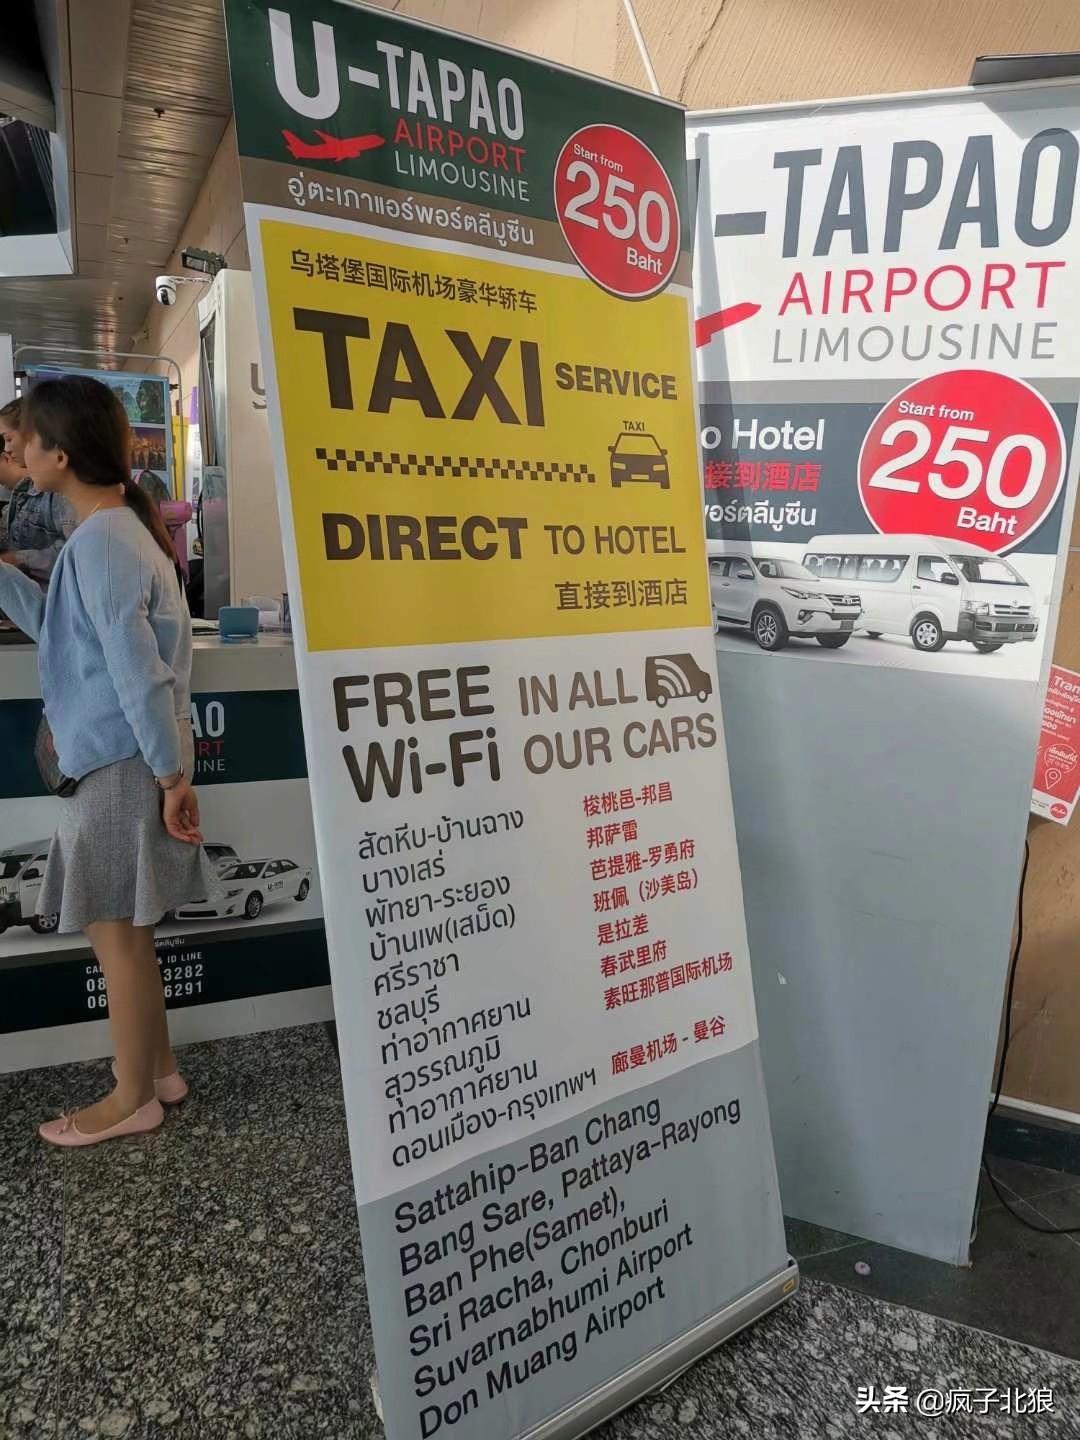 U-TAPAO
AIRPORT
LIMOUSINE
อู่ตะเภาแอร์พอร์ตลีมูซีน
Start from
250
Baht
乌塔堡国际机场豪华轿车
TAXI SERVICE
TAXI
DIRECT TO HOTEL
直接到酒店
FREE IN ALL
Wi-Fi OUR CARS
สัตหีบ-บ้านฉาง
บางเสร่
พัทยา-ระยอง
บ้านเพ(เสม็ด)
ศรีราชา
ชลบุรี
ท่าอากาศยาน
สุวรรณภูมิ
ท่าอากาศยาน
ดอนเมือง-กรุงเทพฯ
梭桃邑-邦昌
邦萨雷
芭提雅-罗勇府
班佩（沙美岛）
是拉差
春武里府
素旺那普国际机场
廊曼机场 - 曼谷
Sattahip-Ban Chang
Bang Sare, Pattaya-Rayong
Ban Phe(Samet),
Sri Racha, Chonburi
Suvarnabhumi Airport
Don Muang Airport
-TAPAO
AIRPORT
LIMOUSINE
o Hotel
接到酒店
อร์ตลีมูซีน
Start from
250
Baht
Tran
AO
RT
INE
& ID LINE
3282
6291
头条 @疯子北狼